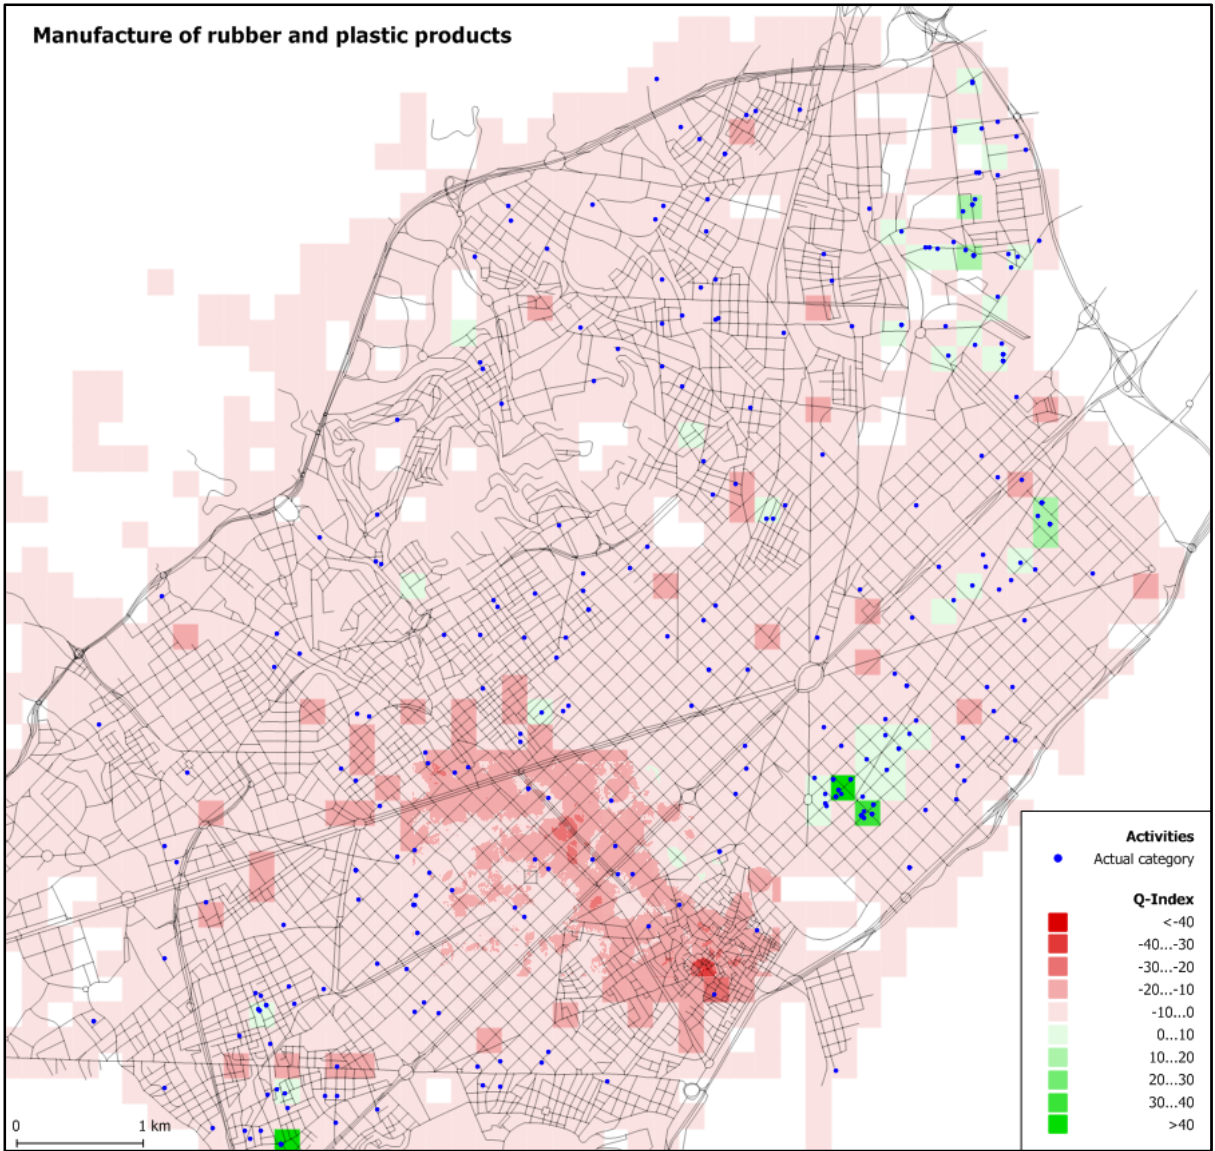 Manufacture of rubber and plastic products
Activities
Actual category
Q-Index
<-40
-40...-30
-30...-20
-20...-10
-10...0
0...10
10...20
20...30
30...40
>40
0 1 km